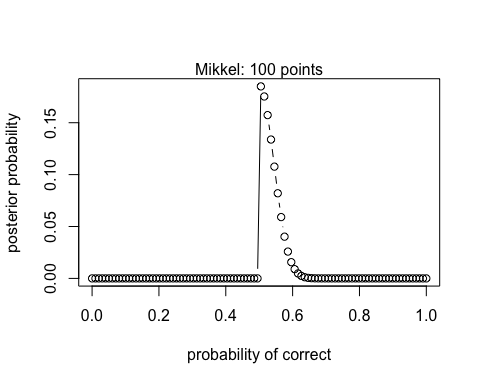 Mikkel: 100 points
posterior probability
0.15
0.10
0.05
0.00
0.0 0.2 0.4 0.6 0.8 1.0
probability of correct